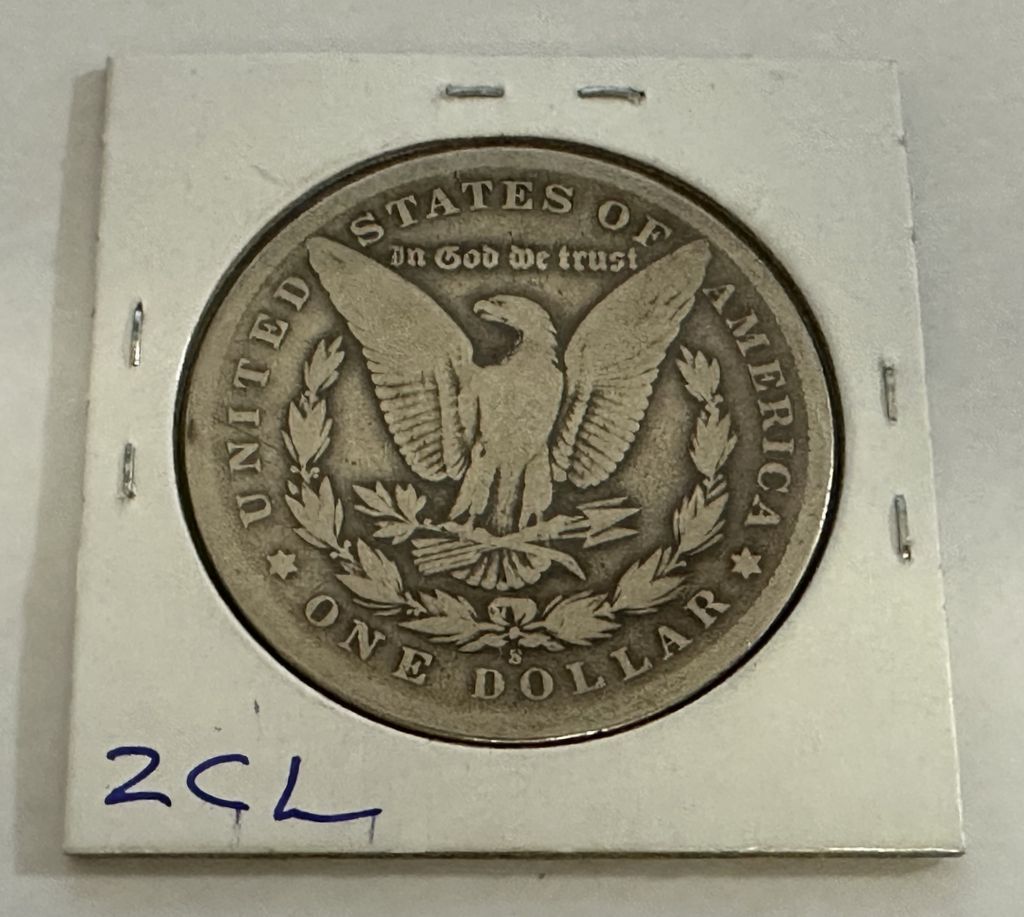 UNITED STATES OF AMERICA
In God we trust
S
ONE DOLLAR
2CL